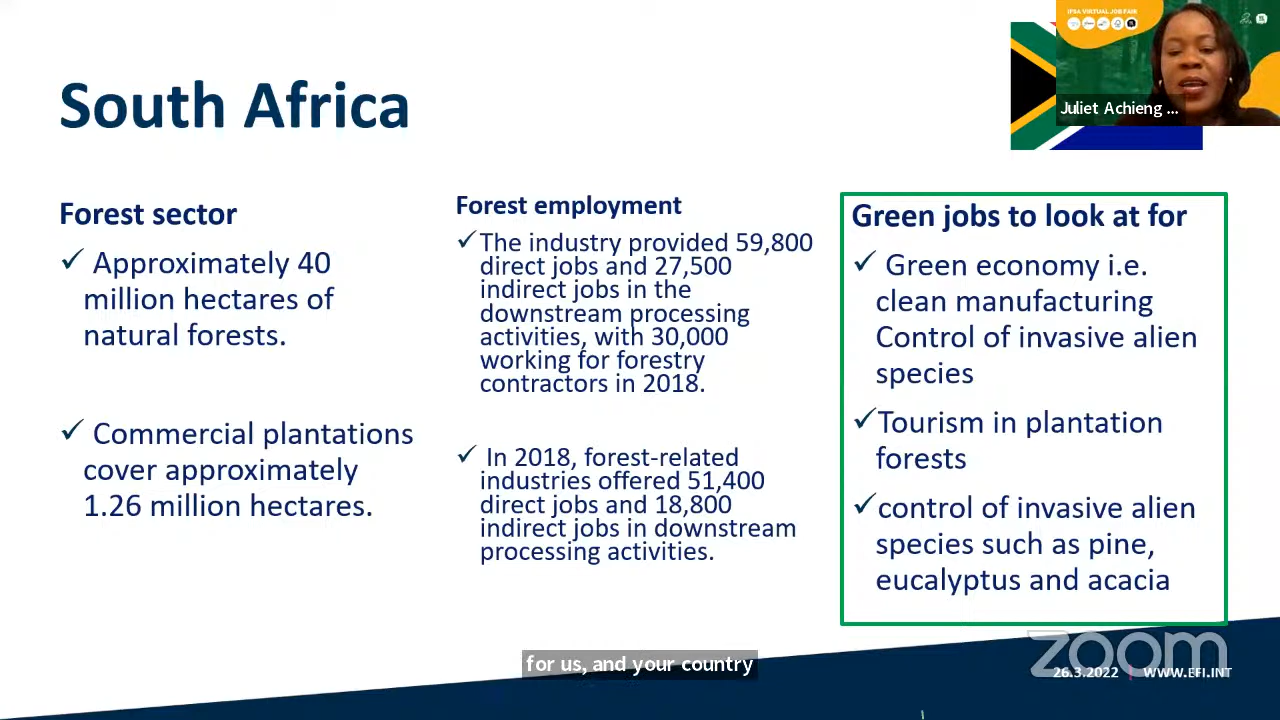 South Africa
IFSA VIRTUAL JOB FAIR
Juliet Achieng ...
Forest sector
✓ Approximately 40
million hectares of
natural forests.
✓ Commercial plantations
cover approximately
1.26 million hectares.
Forest employment
✓The industry provided 59,800
direct jobs and 27,500
indirect jobs in the
downstream processing
activities, with 30,000
working for forestry
contractors in 2018.
✓ In 2018, forest-related
industries offered 51,400
direct jobs and 18,800
indirect jobs in downstream
processing activities.
Green jobs to look at for
✓ Green economy i.e.
clean manufacturing
Control of invasive alien
species
✓Tourism in plantation
forests
✓control of invasive alien
species such as pine,
eucalyptus and acacia
for us, and your country
zoom
26.3.2022 | WWW.EFI.INT